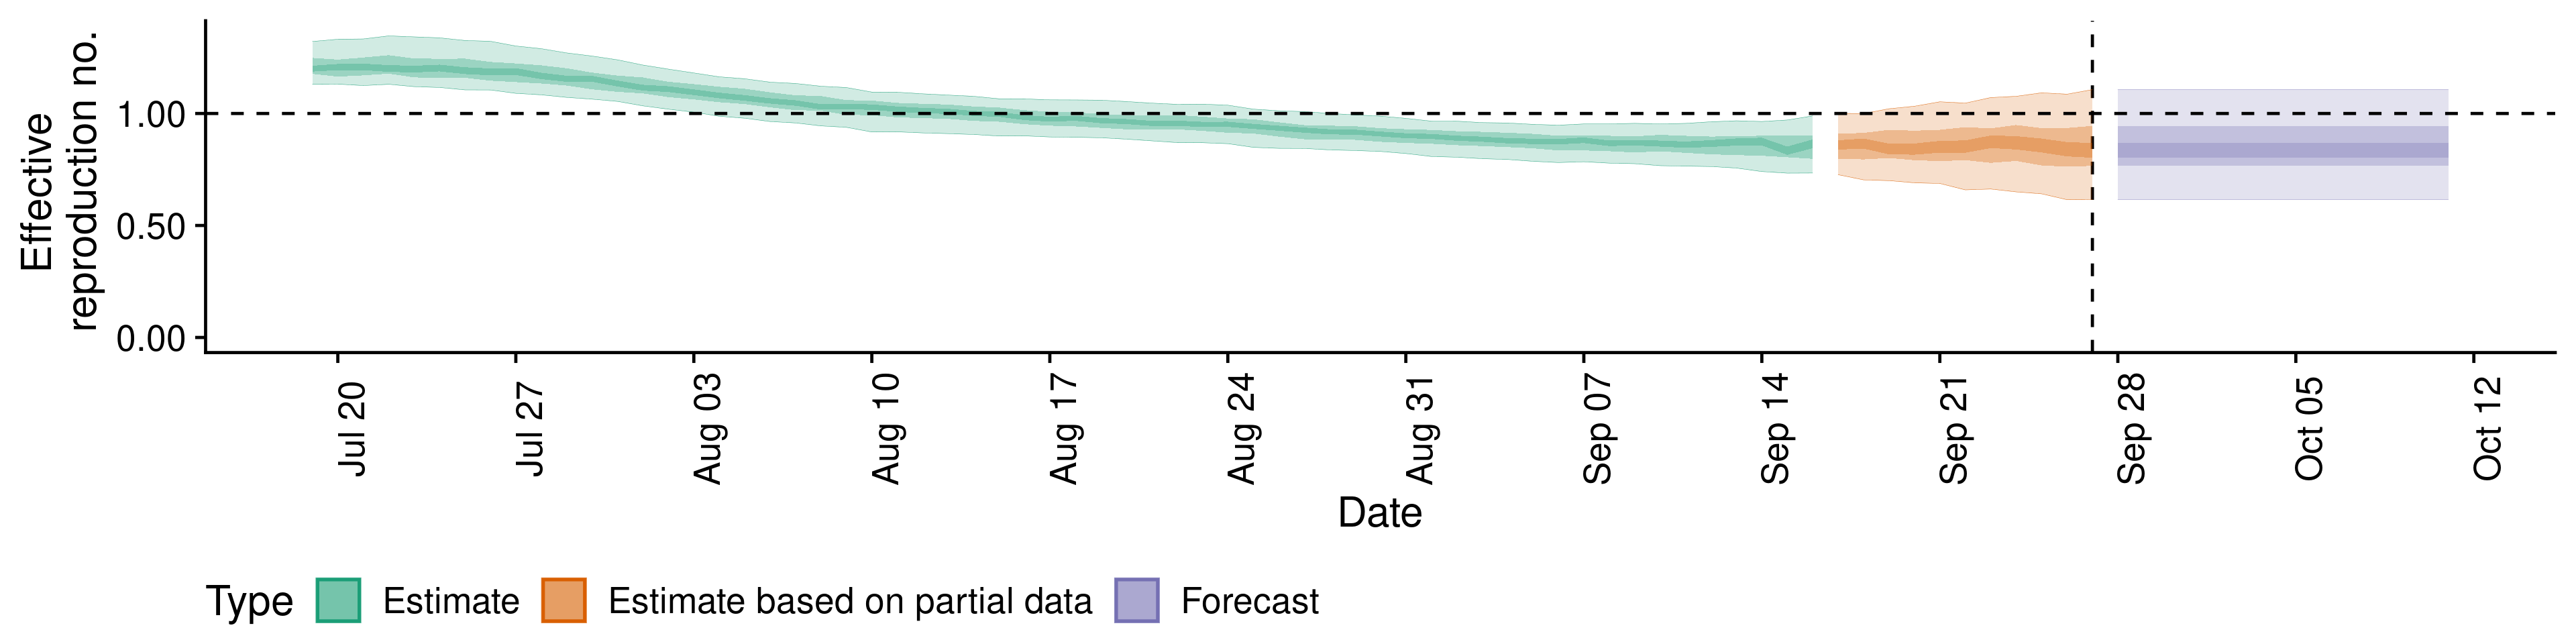 Effective
reproduction no.
1.00
0.50
0.00
Jul 20
Jul 27
Aug 03
Aug 10
Aug 17
Aug 24
Aug 31
Sep 07
Sep 14
Sep 21
Sep 28
Oct 05
Oct 12
Date
Type Estimate Estimate based on partial data Forecast